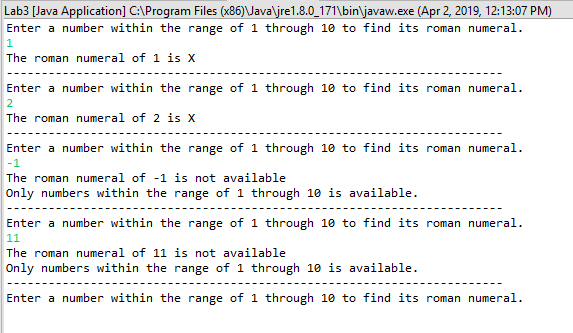 Lab3 [Java Application] C:\Program Files (x86)\Java\jre1.8.0_171\bin\javaw.exe (Apr 2, 2019, 12:13:07 PM)
Enter a number within the range of 1 through 10 to find its roman numeral.
1
The roman numeral of 1 is X
------------------------------------------------------------------
Enter a number within the range of 1 through 10 to find its roman numeral.
2
The roman numeral of 2 is X
------------------------------------------------------------------
Enter a number within the range of 1 through 10 to find its roman numeral.
-1
The roman numeral of -1 is not available
Only numbers within the range of 1 through 10 is available.
------------------------------------------------------------------
Enter a number within the range of 1 through 10 to find its roman numeral.
11
The roman numeral of 11 is not available
Only numbers within the range of 1 through 10 is available.
------------------------------------------------------------------
Enter a number within the range of 1 through 10 to find its roman numeral.